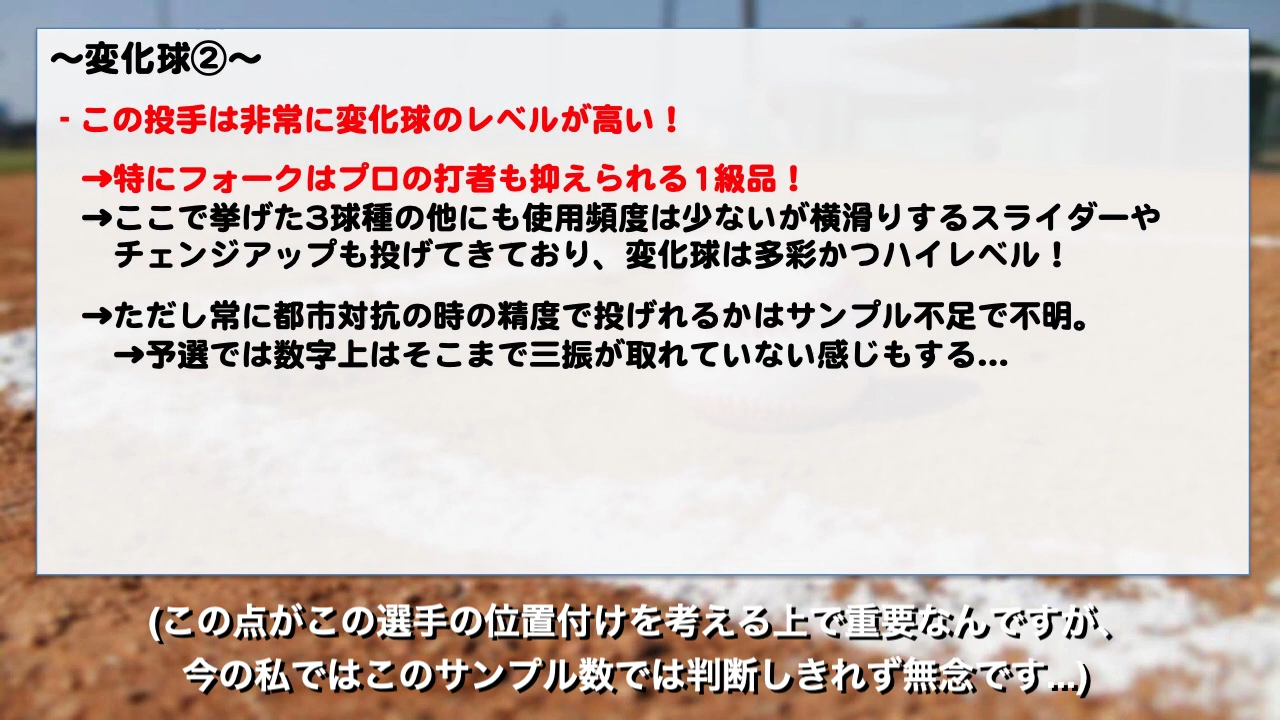 ～変化球②～
- この投手は非常に変化球のレベルが高い！
→特にフォークはプロの打者も抑えられる1級品！
→ここで挙げた3球種の他にも使用頻度は少ないが横滑りするスライダーや
チェンジアップも投げてきており、変化球は多彩かつハイレベル！
→ただし常に都市対抗の時の精度で投げれるかはサンプル不足で不明。
→予選では数字上はそこまで三振が取れていない感じもする…
(この点がこの選手の位置付けを考える上で重要なんですが、
今の私ではこのサンプル数では判断しきれず無念です…)